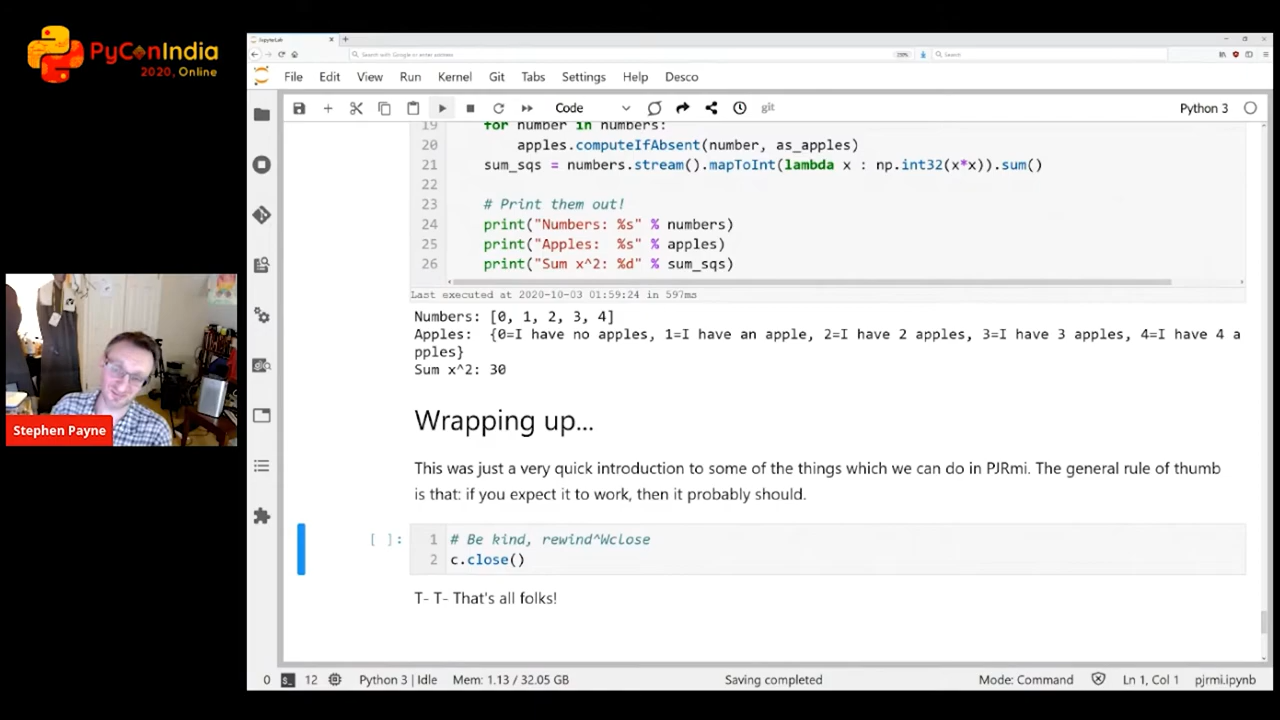 PyConIndia
2020, Online
JupyterLab
Search with Google or enter address
Search
File Edit View Run Kernel Git Tabs Settings Help Desco
Code
git
Python 3
19 for number in numbers:
20 apples.computeIfAbsent(number, as_apples)
21 sum_sqs = numbers.stream().mapToInt(lambda x : np.int32(x*x)).sum()
22
23 # Print them out!
24 print("Numbers: %s" % numbers)
25 print("Apples:  %s" % apples)
26 print("Sum x^2: %d" % sum_sqs)
Last executed at 2020-10-03 01:59:24 in 597ms
Numbers: [0, 1, 2, 3, 4]
Apples:  {0=I have no apples, 1=I have an apple, 2=I have 2 apples, 3=I have 3 apples, 4=I have 4 a
pples}
Sum x^2: 30
Stephen Payne
Wrapping up...
This was just a very quick introduction to some of the things which we can do in PJRmi. The general rule of thumb
is that: if you expect it to work, then it probably should.
[ ]: 1 # Be kind, rewind^Wclose
2 c.close()
T- T- That's all folks!
0 12 Python 3 | Idle Mem: 1.13 / 32.05 GB Saving completed Mode: Command Ln 1, Col 1 pjrmi.ipynb